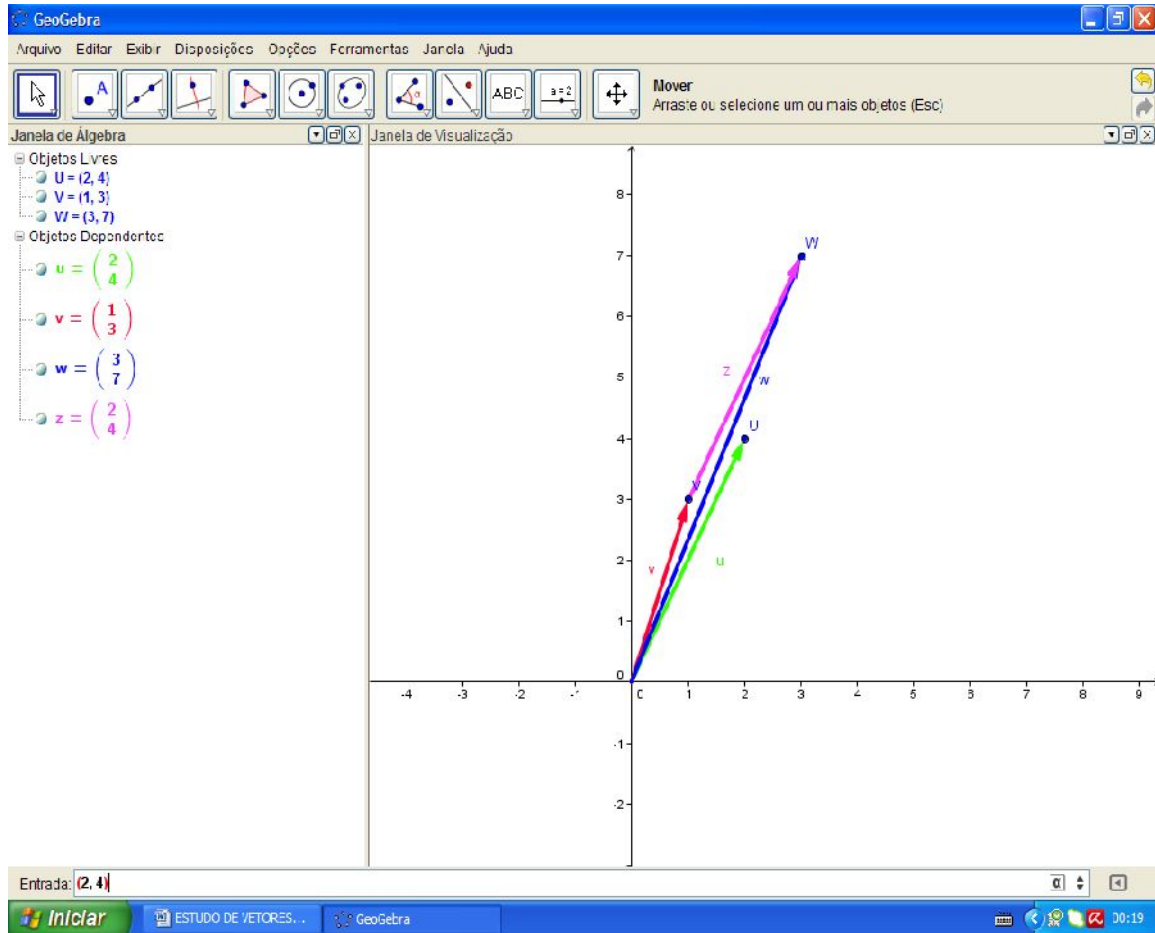 GeoGebra
Arquivo Editar Exibir Disposições Opções Ferramentas Janela Ajuda
A
α
ABC
a=2
Mover
Arraste ou selecione um ou mais objetos (Esc)
Janela de Álgebra
Janela de Visualização
Objetos Livres
U = (2, 4)
V = (1, 3)
W = (3, 7)
Objetos Dependentes
u = ( 2 4 )
v = ( 1 3 )
w = ( 3 7 )
z = ( 2 4 )
8
7
W
6
5
z
w
4
U
3
V
2
v
u
1
0
-4 -3 -2 -1 0 1 2 3 4 5 6 7 8 9
-1
-2
Entrada: (2, 4)
α
Iniciar
ESTUDO DE VETORES...
GeoGebra
00:19